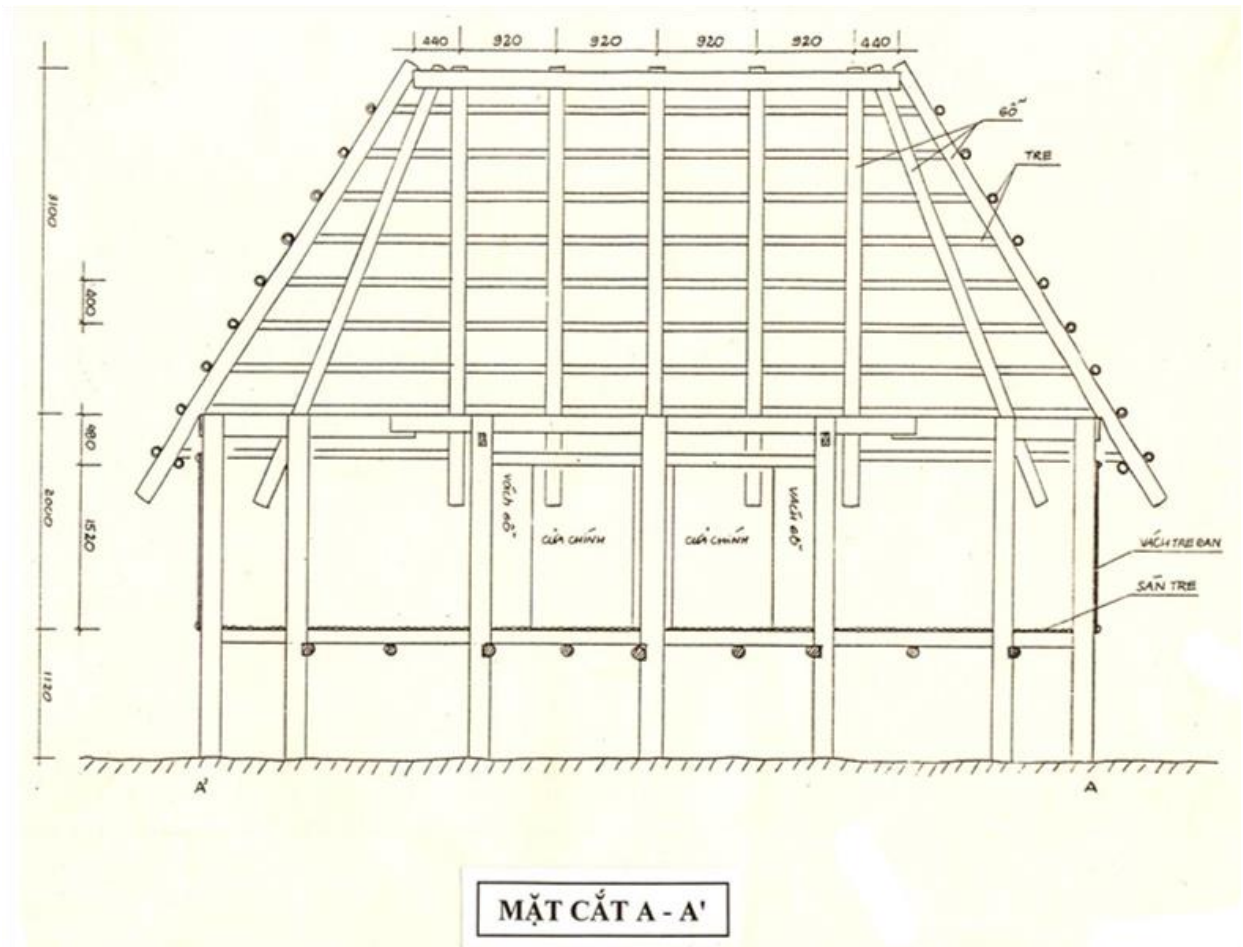 440 920 920 920 920 440
GỖ
TRE
3100
400
480
2000
1520
VÁCH GỖ
CỬA CHÍNH
CỬA CHÍNH
VÁCH GỖ
VÁCH TRE ĐAN
SÀN TRE
1120
A'
A
MẶT CẮT A - A'